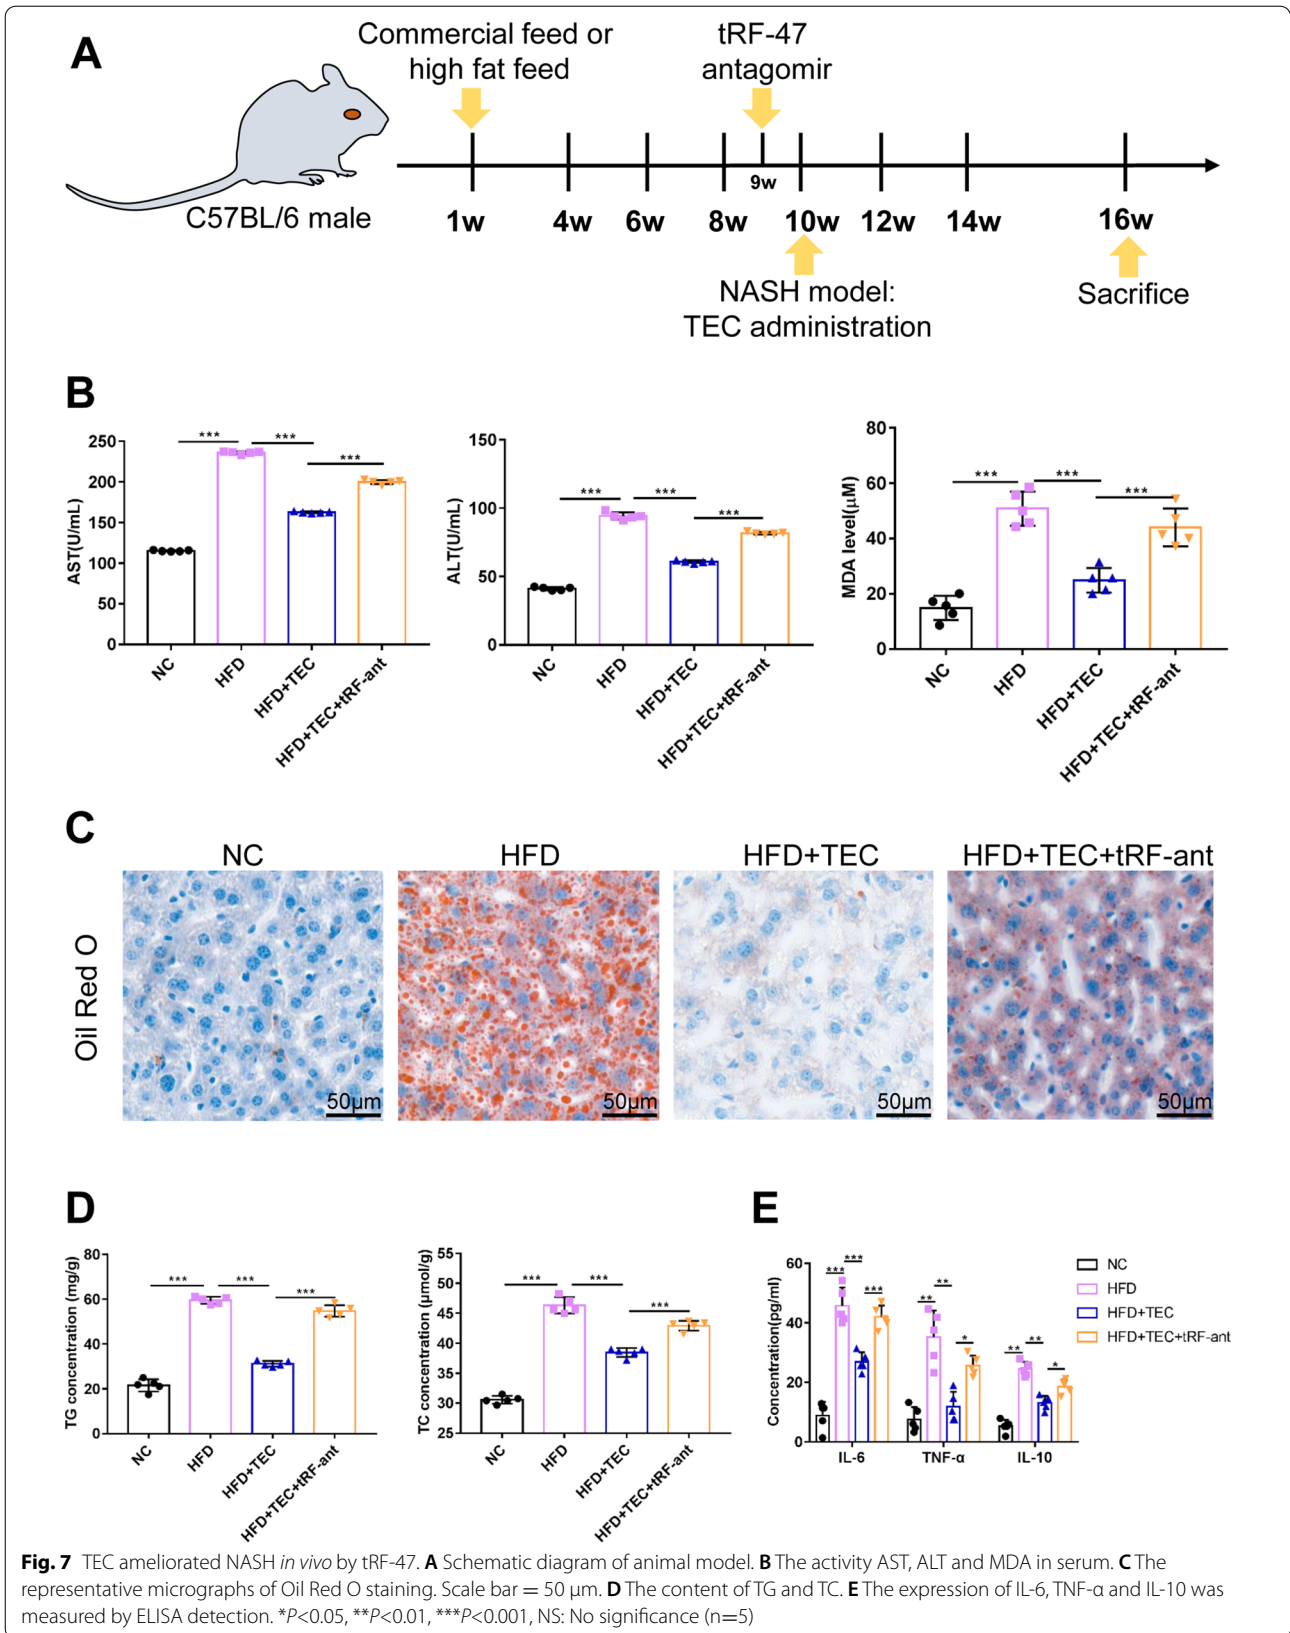 A
Commercial feed or
high fat feed
tRF-47
antagomir
C57BL/6 male
9w
1w 4w 6w 8w 10w 12w 14w 16w
NASH model:
TEC administration
Sacrifice
B
AST(U/mL)
250
200
150
100
50
0
*** *** ***
NC HFD HFD+TEC HFD+TEC+tRF-ant
ALT(U/mL)
150
100
50
0
*** *** ***
NC HFD HFD+TEC HFD+TEC+tRF-ant
MDA level(μM)
80
60
40
20
0
*** *** ***
NC HFD HFD+TEC HFD+TEC+tRF-ant
C
NC HFD HFD+TEC HFD+TEC+tRF-ant
Oil Red O
50μm 50μm 50μm 50μm
D
TG concentration (mg/g)
80
60
40
20
0
*** *** ***
NC HFD HFD+TEC HFD+TEC+tRF-ant
TC concentration (μmol/g)
55
50
45
40
35
30
25
*** *** ***
NC HFD HFD+TEC HFD+TEC+tRF-ant
E
Concentration(pg/ml)
60
40
20
0
*** *** *** ** ** * ** ** *
IL-6 TNF-α IL-10
NC
HFD
HFD+TEC
HFD+TEC+tRF-ant
Fig. 7 TEC ameliorated NASH in vivo by tRF-47. A Schematic diagram of animal model. B The activity AST, ALT and MDA in serum. C The
representative micrographs of Oil Red O staining. Scale bar = 50 μm. D The content of TG and TC. E The expression of IL-6, TNF-α and IL-10 was
measured by ELISA detection. *P<0.05, **P<0.01, ***P<0.001, NS: No significance (n=5)